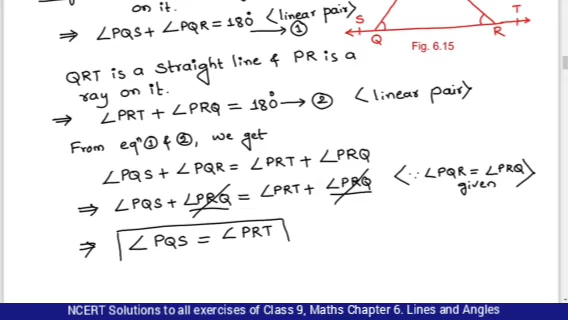 on it.
⇒ ∠PQS + ∠PQR = 180° ⟨linear pair⟩ → ①
S Q R T
Fig. 6.15
QRT is a straight line & PR is a
ray on it.
⇒ ∠PRT + ∠PRQ = 180° → ② ⟨linear pair⟩
From eqⁿ ① & ②, we get
∠PQS + ∠PQR = ∠PRT + ∠PRQ
⇒ ∠PQS + ∠PRQ = ∠PRT + ∠PRQ ⟨∵ ∠PQR = ∠PRQ given⟩
⇒ ∠PQS = ∠PRT
NCERT Solutions to all exercises of Class 9, Maths Chapter 6. Lines and Angles